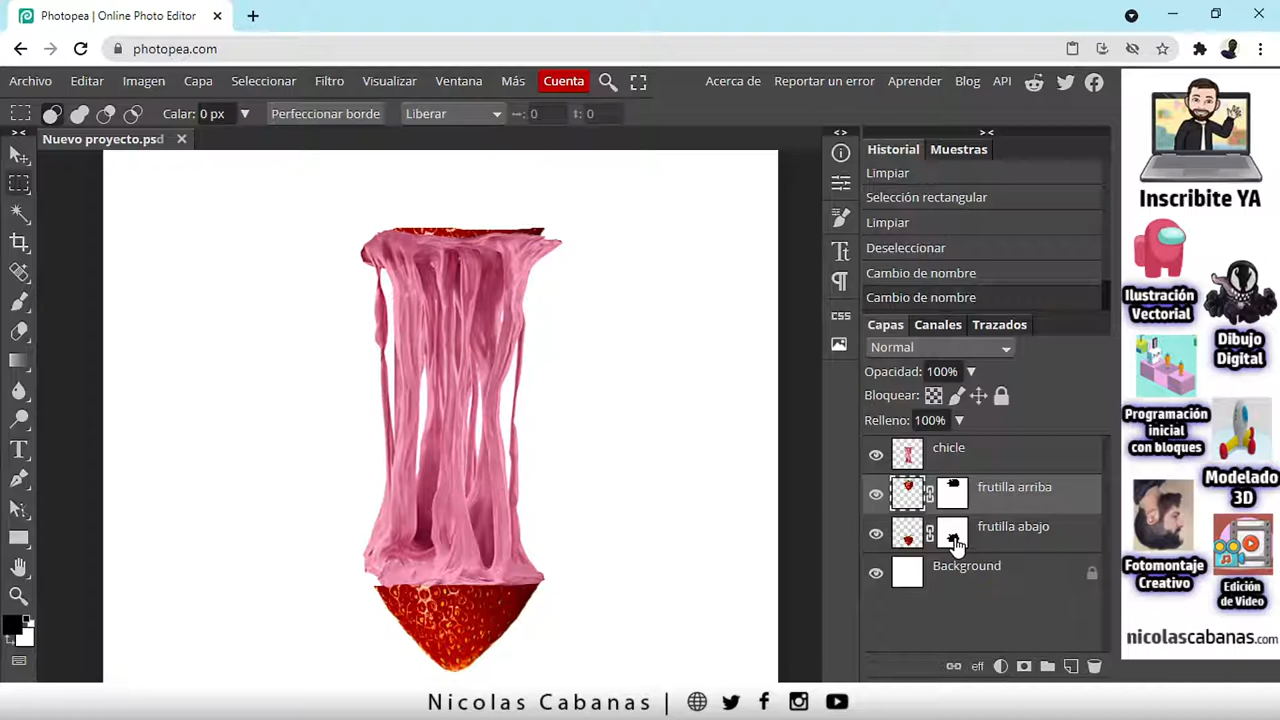 Photopea | Online Photo Editor
photopea.com
Archivo Editar Imagen Capa Seleccionar Filtro Visualizar Ventana Más Cuenta
Acerca de Reportar un error Aprender Blog API
Calar: 0 px Perfeccionar borde Liberar 0 0
Nuevo proyecto.psd
Historial Muestras
Limpiar
Selección rectangular
Limpiar
Deseleccionar
Cambio de nombre
Cambio de nombre
CSS
Capas Canales Trazados
Normal
Opacidad: 100%
Bloquear:
Relleno: 100%
chicle
frutilla arriba
frutilla abajo
Background
eff
Inscribite YA
Ilustración
Vectorial
Dibujo
Digital
Programación
inicial
con bloques
Modelado
3D
Fotomontaje
Creativo
Edición
de Video
nicolascabanas.com
Nicolas Cabanas |